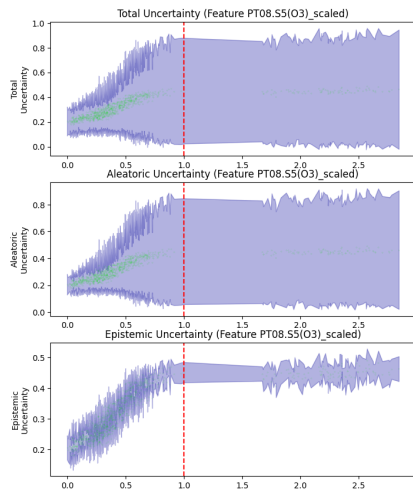 Total Uncertainty (Feature PT08.S5(O3)_scaled)
1.0
0.8
0.6
0.4
0.2
0.0
Total
Uncertainty
0.0 0.5 1.0 1.5 2.0 2.5
Aleatoric Uncertainty (Feature PT08.S5(O3)_scaled)
0.8
0.6
0.4
0.2
0.0
Aleatoric
Uncertainty
0.0 0.5 1.0 1.5 2.0 2.5
Epistemic Uncertainty (Feature PT08.S5(O3)_scaled)
0.5
0.4
0.3
0.2
Epistemic
Uncertainty
0.0 0.5 1.0 1.5 2.0 2.5